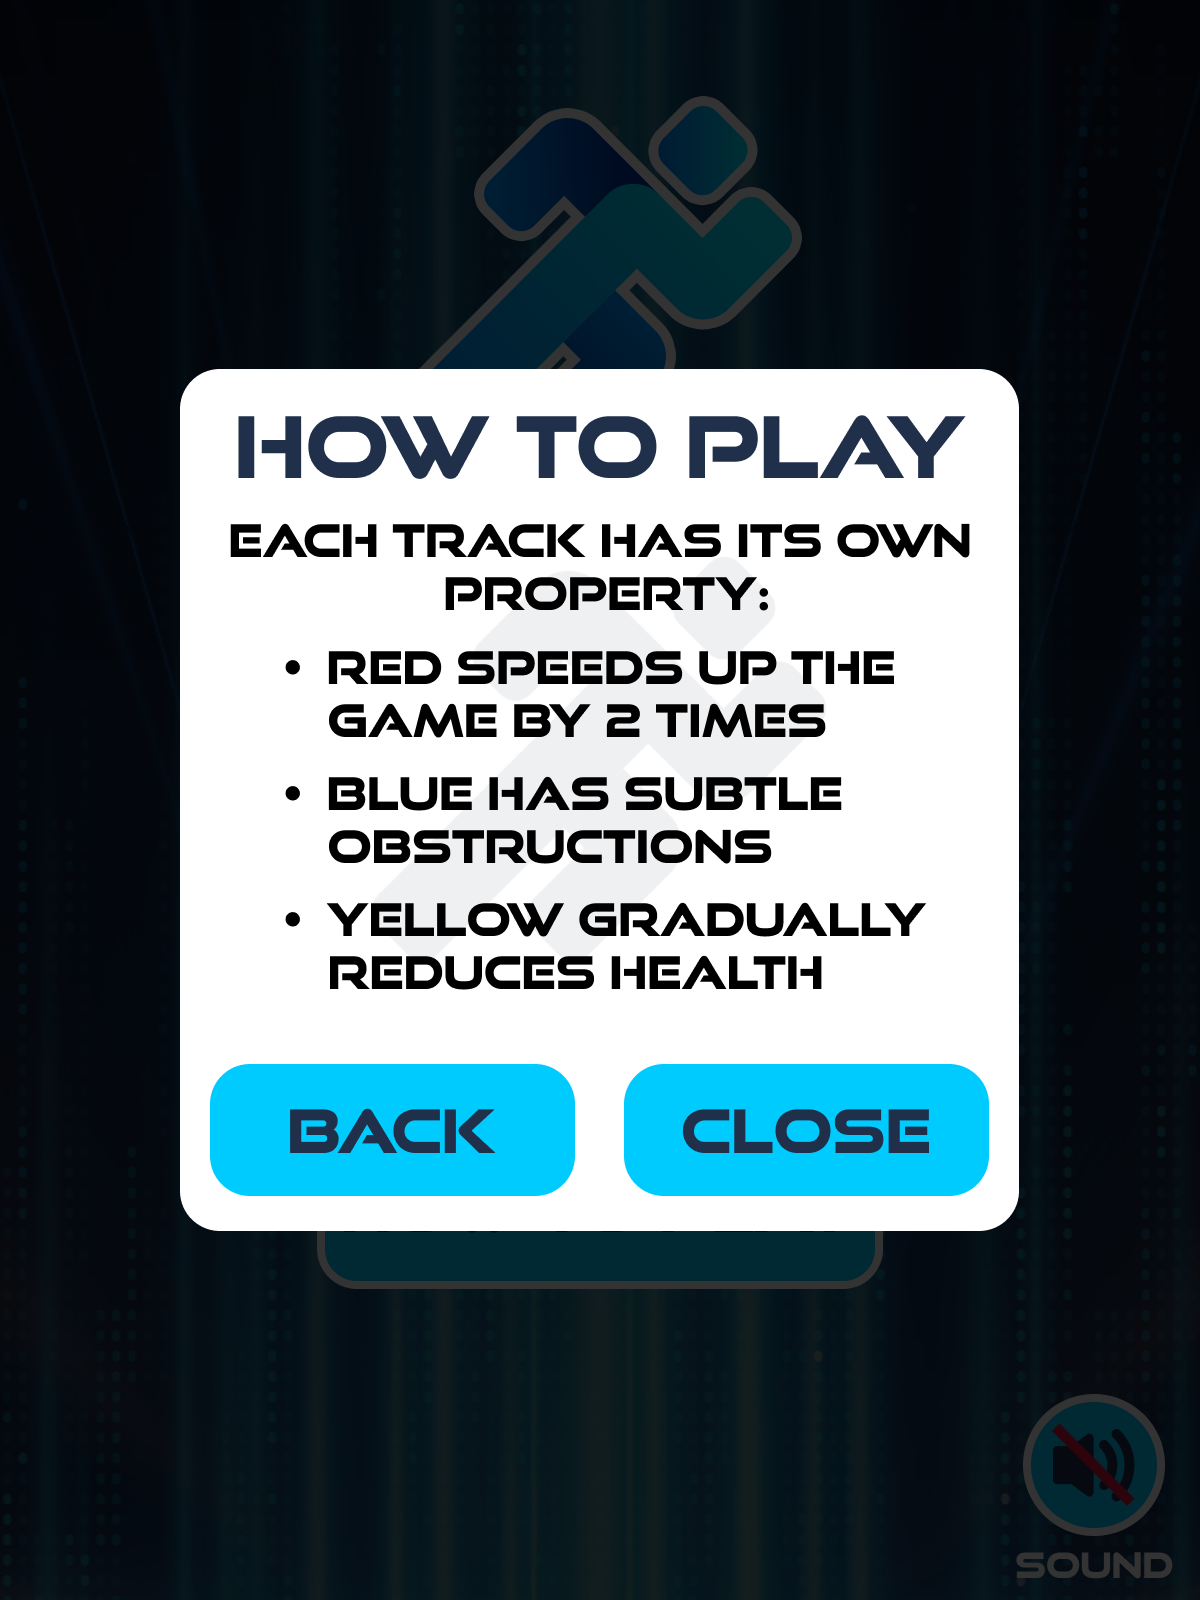 HOW TO PLAY
EACH TRACK HAS ITS OWN
PROPERTY:
• RED SPEEDS UP THE
GAME BY 2 TIMES
• BLUE HAS SUBTLE
OBSTRUCTIONS
• YELLOW GRADUALLY
REDUCES HEALTH
BACK CLOSE
SOUND